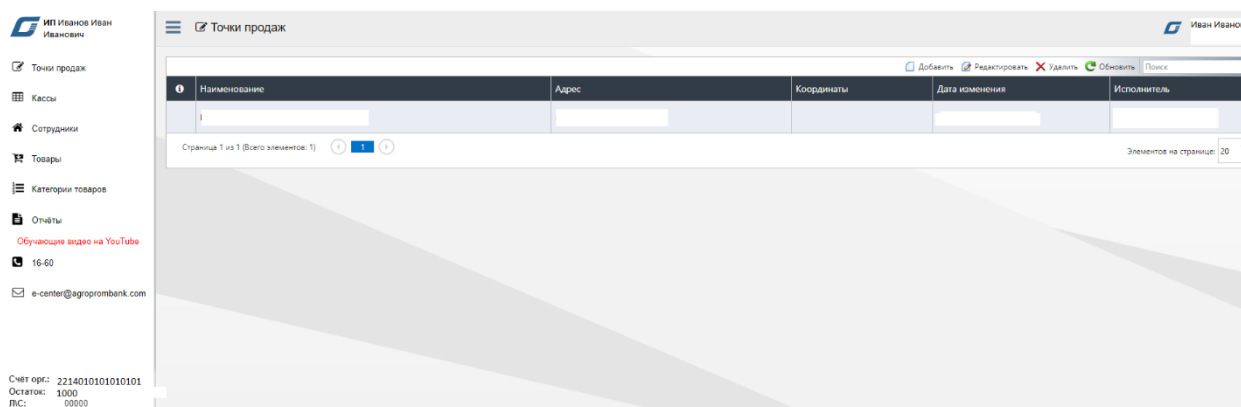 ИП Иванов Иван
Иванович
Точки продаж
Кассы
Сотрудники
Товары
Категории товаров
Отчёты
Обучающие видео на YouTube
16-60
e-center@agroprombank.com
Счёт орг.: 2214010101010101
Остаток: 1000
Л\С: 00000
Точки продаж
Иван Иванов
Добавить Редактировать Удалить Обновить Поиск
Наименование Адрес Координаты Дата изменения Исполнитель
Страница 1 из 1 (Всего элементов: 1) 1
Элементов на странице: 20